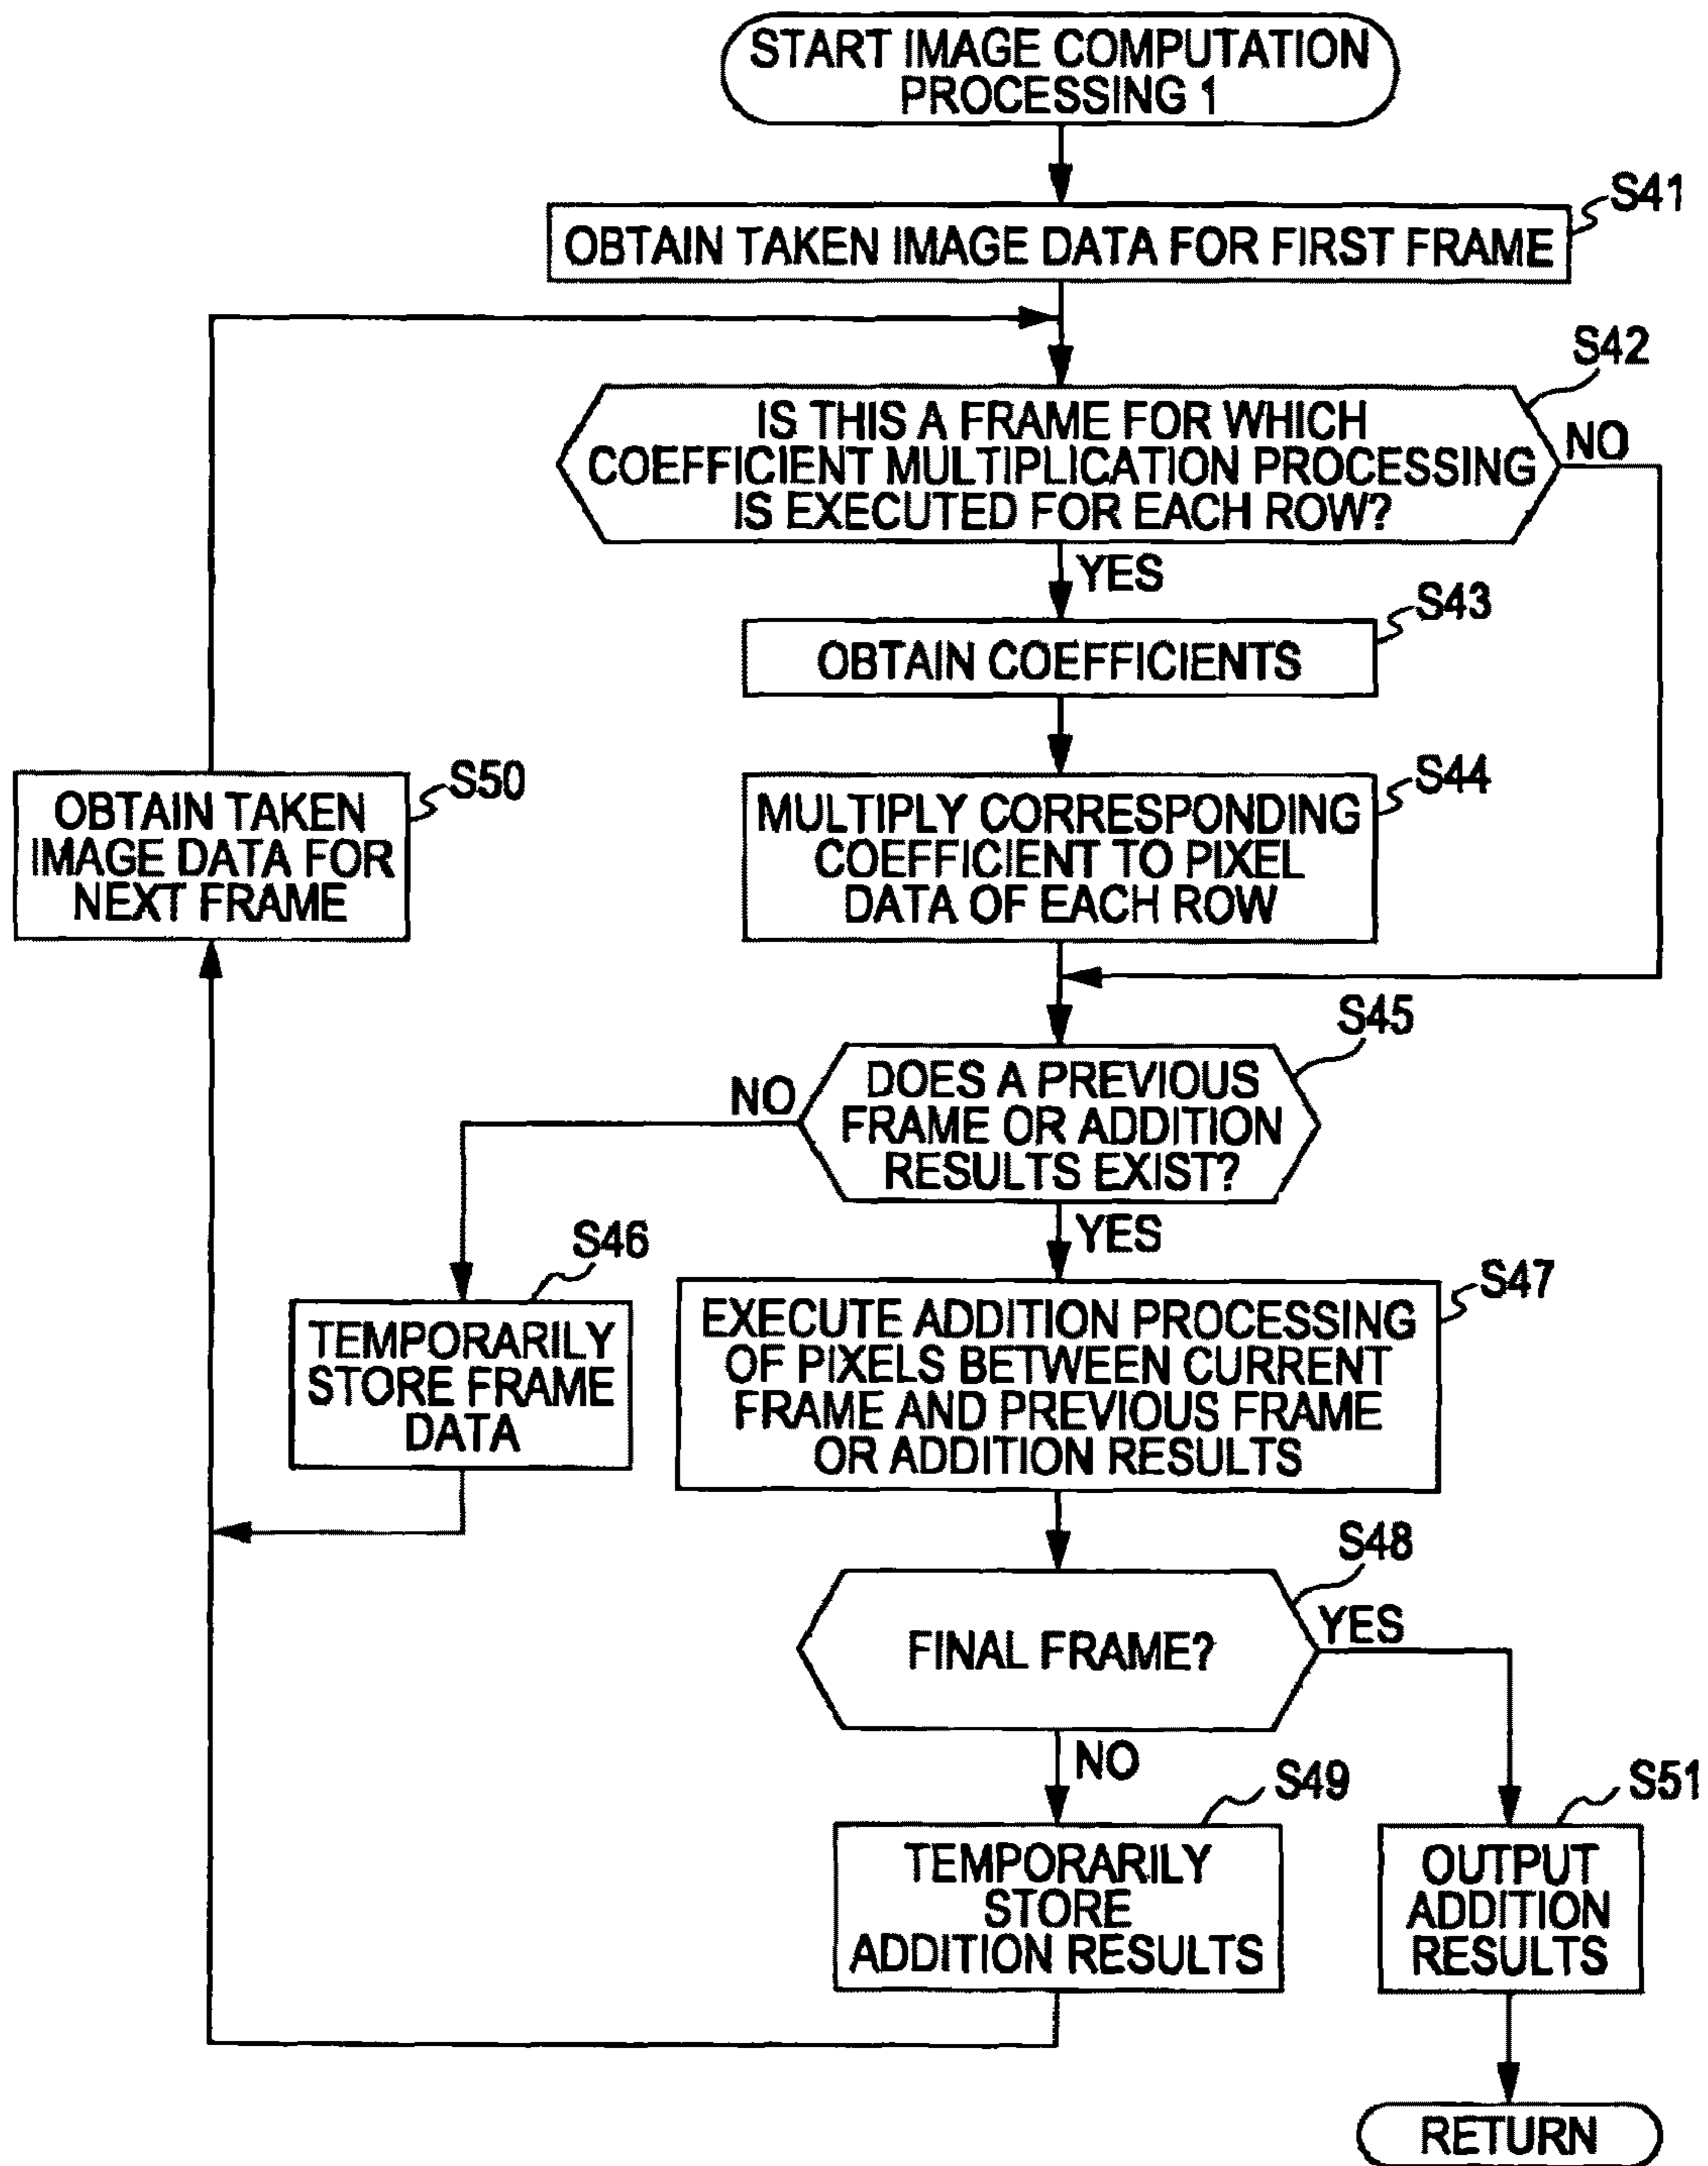 START IMAGE COMPUTATION
PROCESSING 1
S41
OBTAIN TAKEN IMAGE DATA FOR FIRST FRAME
S42
IS THIS A FRAME FOR WHICH
COEFFICIENT MULTIPLICATION PROCESSING
IS EXECUTED FOR EACH ROW?
NO
YES
S43
OBTAIN COEFFICIENTS
S44
MULTIPLY CORRESPONDING
COEFFICIENT TO PIXEL
DATA OF EACH ROW
S50
OBTAIN TAKEN
IMAGE DATA FOR
NEXT FRAME
S45
DOES A PREVIOUS
FRAME OR ADDITION
RESULTS EXIST?
NO
YES
S46
TEMPORARILY
STORE FRAME
DATA
S47
EXECUTE ADDITION PROCESSING
OF PIXELS BETWEEN CURRENT
FRAME AND PREVIOUS FRAME
OR ADDITION RESULTS
S48
FINAL FRAME?
YES
NO
S49
TEMPORARILY
STORE
ADDITION RESULTS
S51
OUTPUT
ADDITION
RESULTS
RETURN